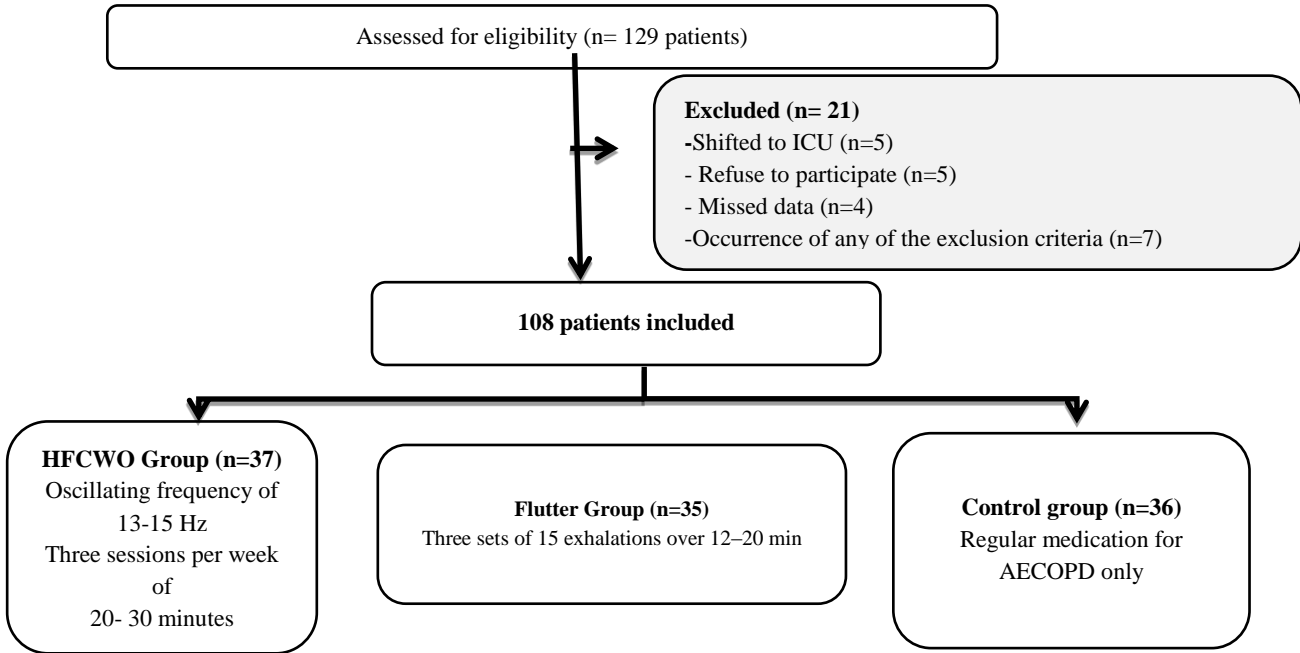 Assessed for eligibility (n= 129 patients)
Excluded (n= 21)
-Shifted to ICU (n=5)
- Refuse to participate (n=5)
- Missed data (n=4)
-Occurrence of any of the exclusion criteria (n=7)
108 patients included
HFCWO Group (n=37)
Oscillating frequency of
13-15 Hz
Three sessions per week
of
20- 30 minutes
Flutter Group (n=35)
Three sets of 15 exhalations over 12–20 min
Control group (n=36)
Regular medication for
AECOPD only